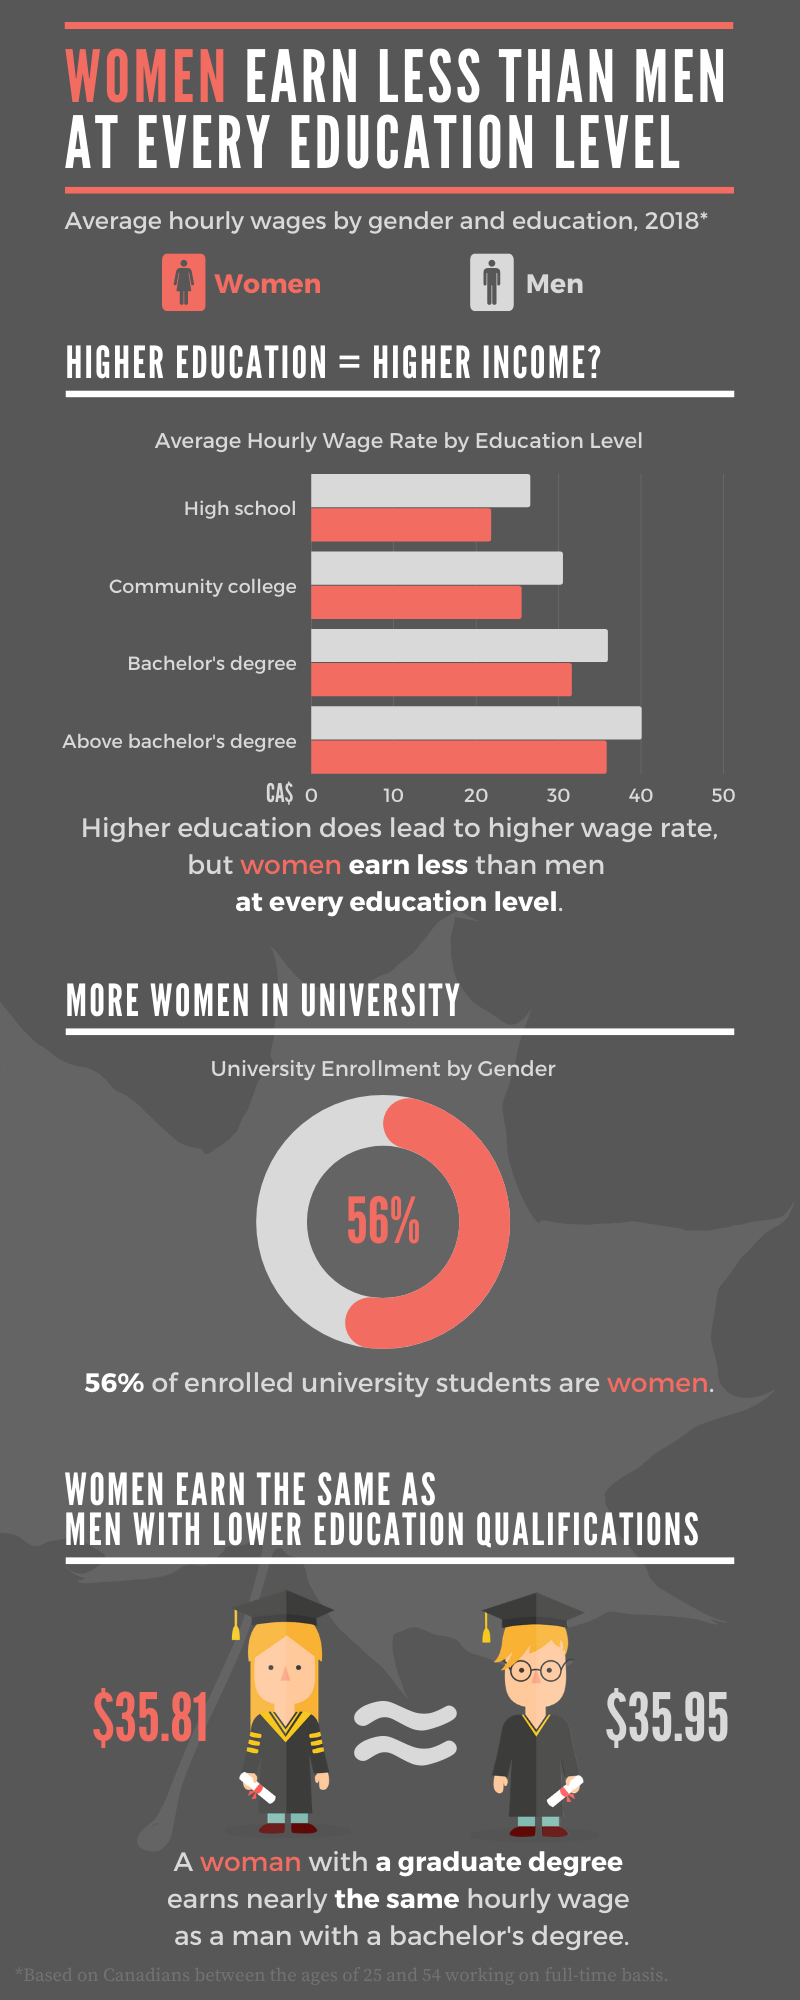 WOMEN EARN LESS THAN MEN
AT EVERY EDUCATION LEVEL
Average hourly wages by gender and education, 2018*
Women
Men
HIGHER EDUCATION = HIGHER INCOME?
Average Hourly Wage Rate by Education Level
High school
Community college
Bachelor's degree
Above bachelor's degree
CA$ 0 10 20 30 40 50
Higher education does lead to higher wage rate,
but women earn less than men
at every education level.
MORE WOMEN IN UNIVERSITY
University Enrollment by Gender
56%
56% of enrolled university students are women.
WOMEN EARN THE SAME AS
MEN WITH LOWER EDUCATION QUALIFICATIONS
$35.81
$35.95
A woman with a graduate degree
earns nearly the same hourly wage
as a man with a bachelor's degree.
*Based on Canadians between the ages of 25 and 54 working on full-time basis.